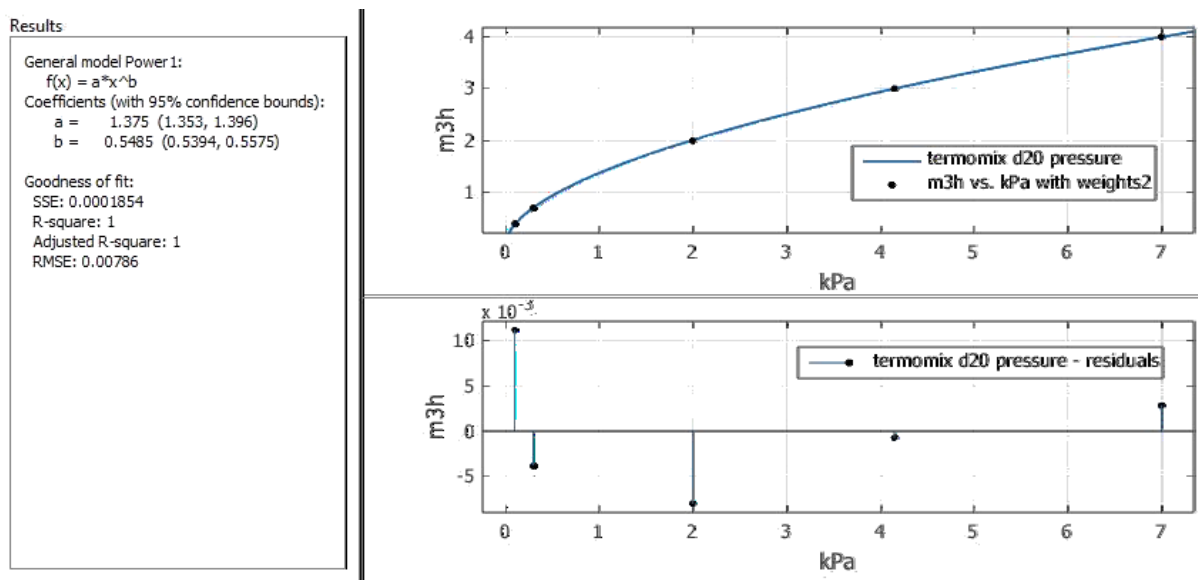 Results
General model Power1:
f(x) = a*x^b
Coefficients (with 95% confidence bounds):
a = 1.375 (1.353, 1.396)
b = 0.5485 (0.5394, 0.5575)
Goodness of fit:
SSE: 0.0001854
R-square: 1
Adjusted R-square: 1
RMSE: 0.00786
4
3
2
1
m3h
termomix d20 pressure
m3h vs. kPa with weights2
0 1 2 3 4 5 6 7
kPa
x 10^-3
10
5
0
-5
m3h
termomix d20 pressure - residuals
0 1 2 3 4 5 6 7
kPa